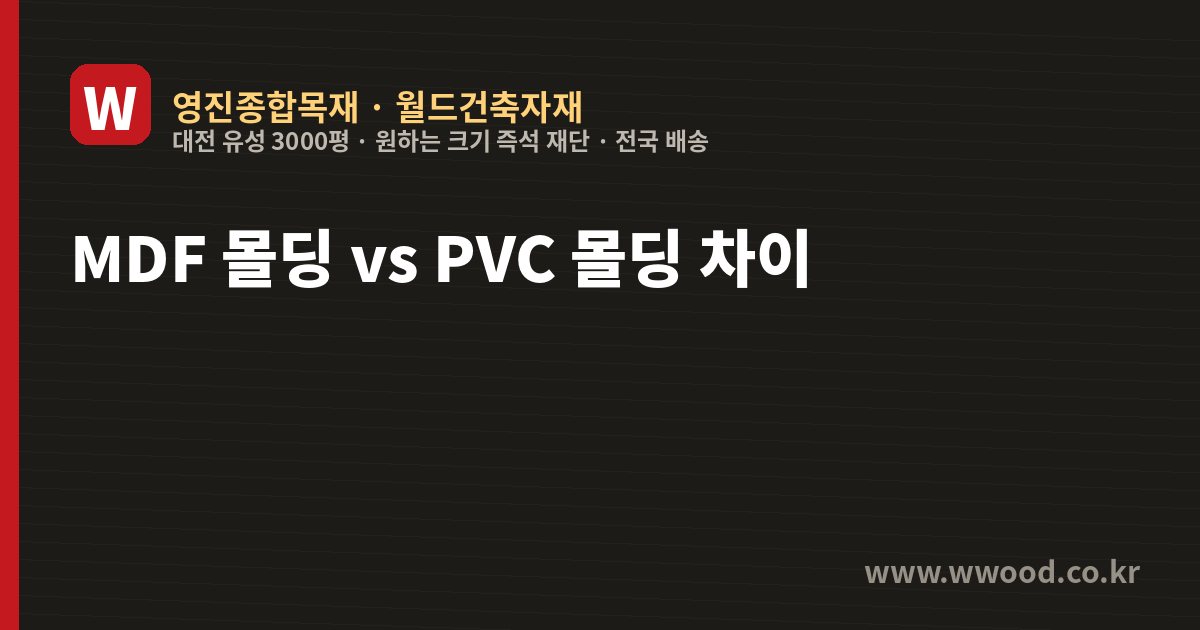 W
영진종합목재 · 월드건축자재
대전 유성 3000평 · 원하는 크기 즉석 재단 · 전국 배송
MDF 몰딩 vs PVC 몰딩 차이
www.wwood.co.kr